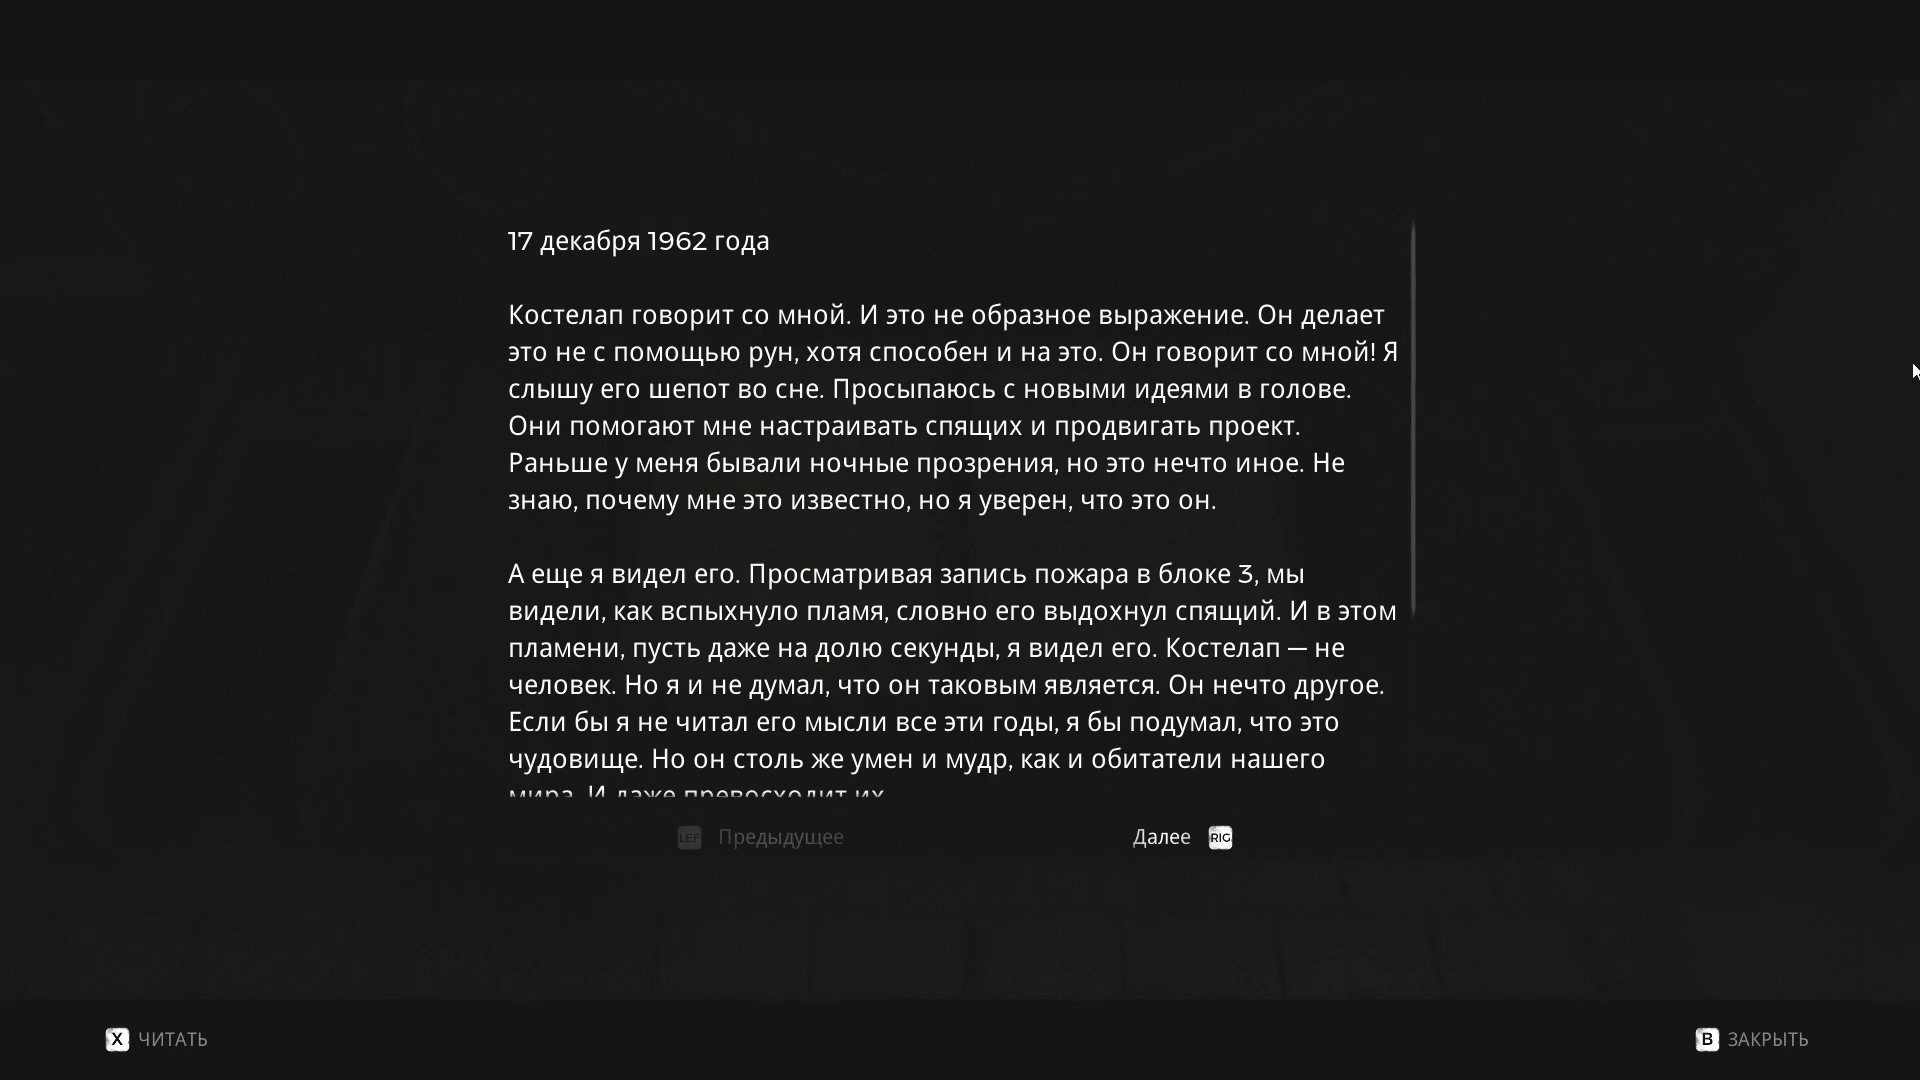 17 декабря 1962 года
Костелап говорит со мной. И это не образное выражение. Он делает
это не с помощью рун, хотя способен и на это. Он говорит со мной! Я
слышу его шепот во сне. Просыпаюсь с новыми идеями в голове.
Они помогают мне настраивать спящих и продвигать проект.
Раньше у меня бывали ночные прозрения, но это нечто иное. Не
знаю, почему мне это известно, но я уверен, что это он.
А еще я видел его. Просматривая запись пожара в блоке 3, мы
видели, как вспыхнуло пламя, словно его выдохнул спящий. И в этом
пламени, пусть даже на долю секунды, я видел его. Костелап — не
человек. Но я и не думал, что он таковым является. Он нечто другое.
Если бы я не читал его мысли все эти годы, я бы подумал, что это
чудовище. Но он столь же умен и мудр, как и обитатели нашего
мира. И даже превосходит их
LEF Предыдущее
Далее RIG
X ЧИТАТЬ
B ЗАКРЫТЬ